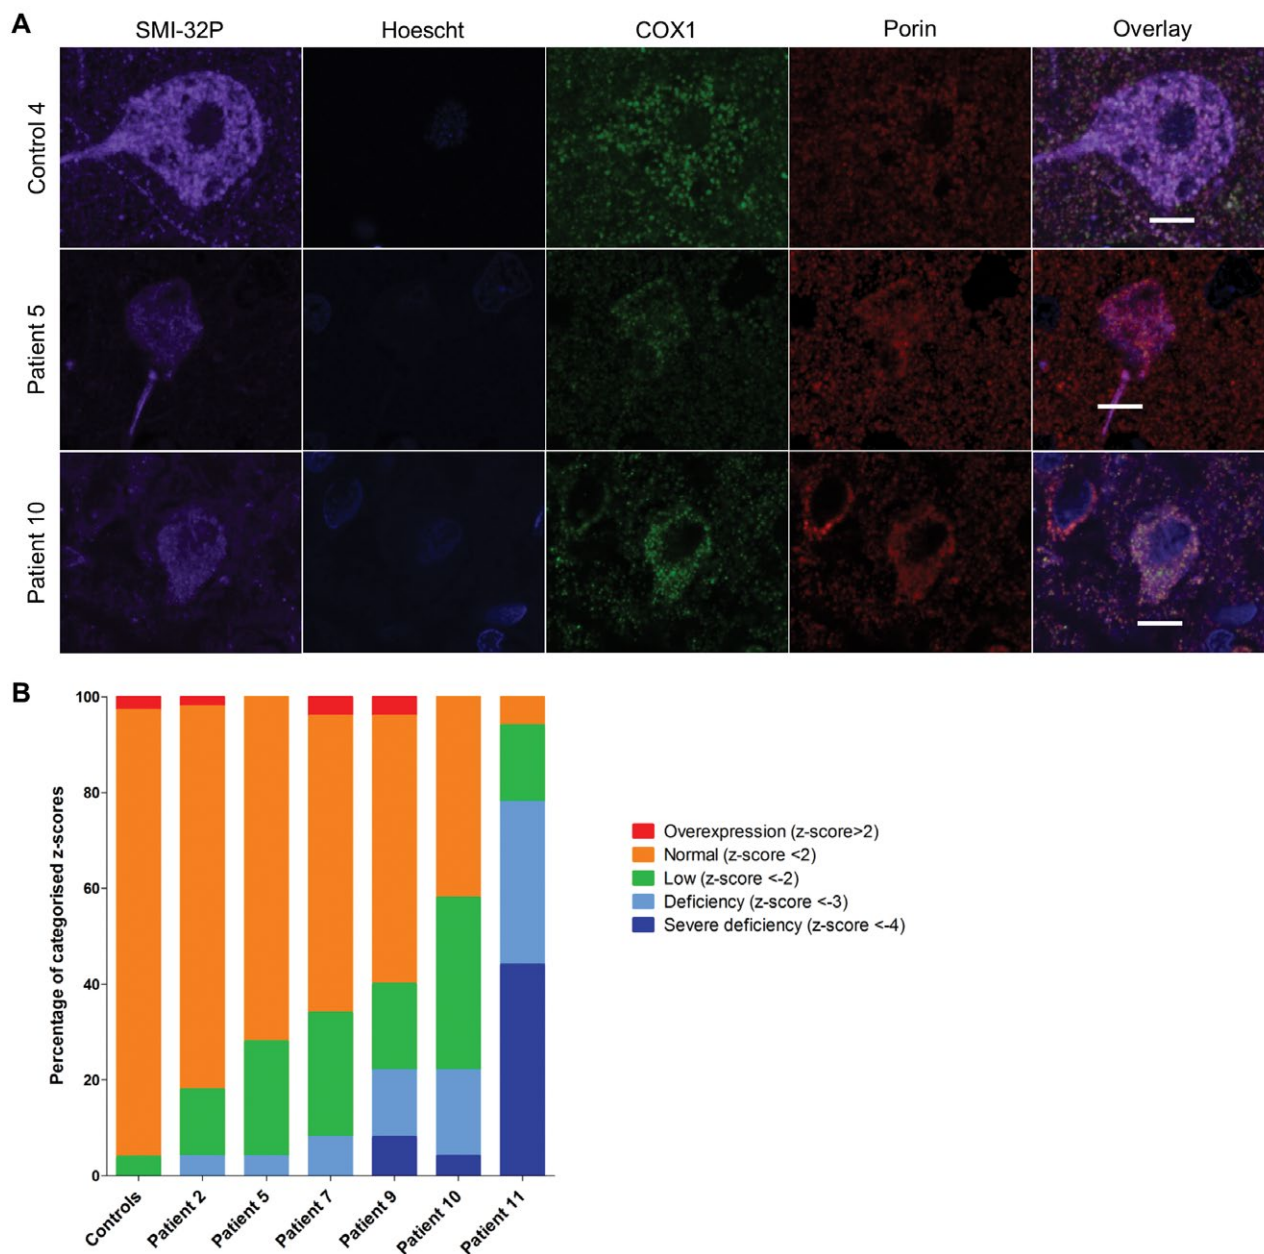 A
SMI-32P Hoescht COX1 Porin Overlay
Control 4
Patient 5
Patient 10
B
Percentage of categorised z-scores
100
80
60
40
20
0
Controls Patient 2 Patient 5 Patient 7 Patient 9 Patient 10 Patient 11
Overexpression (z-score>2)
Normal (z-score <2)
Low (z-score <-2)
Deficiency (z-score <-3)
Severe deficiency (z-score <-4)